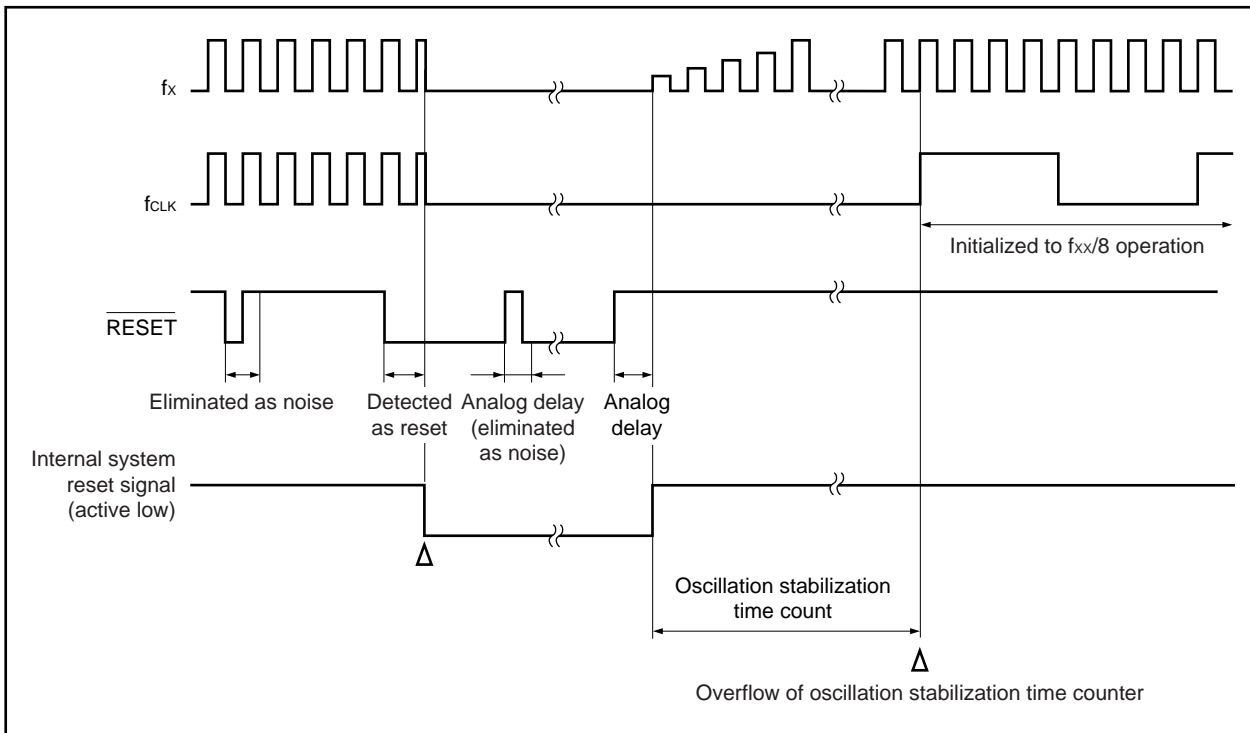 fX
fCLK
Initialized to fXX/8 operation
RESET
Eliminated as noise
Detected
as reset
Analog delay
(eliminated
as noise)
Analog
delay
Internal system
reset signal
(active low)
Oscillation stabilization
time count
Overflow of oscillation stabilization time counter